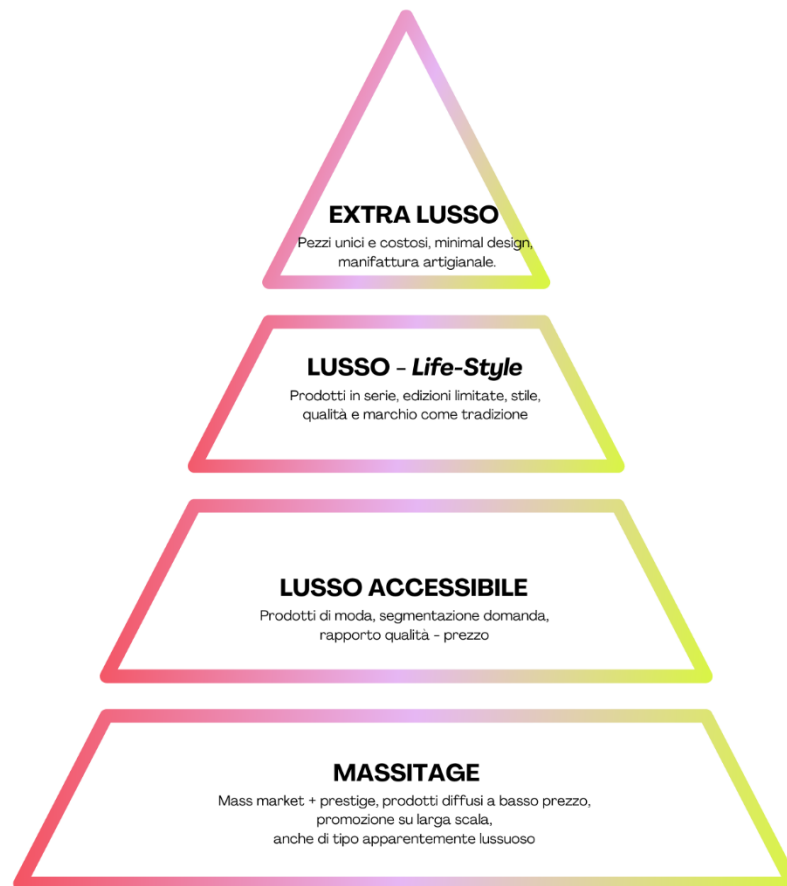 EXTRA LUSSO
Pezzi unici e costosi, minimal design,
manifattura artigianale.
LUSSO - Life-Style
Prodotti in serie, edizioni limitate, stile,
qualità e marchio come tradizione
LUSSO ACCESSIBILE
Prodotti di moda, segmentazione domanda,
rapporto qualità - prezzo
MASSITAGE
Mass market + prestige, prodotti diffusi a basso prezzo,
promozione su larga scala,
anche di tipo apparentemente lussuoso